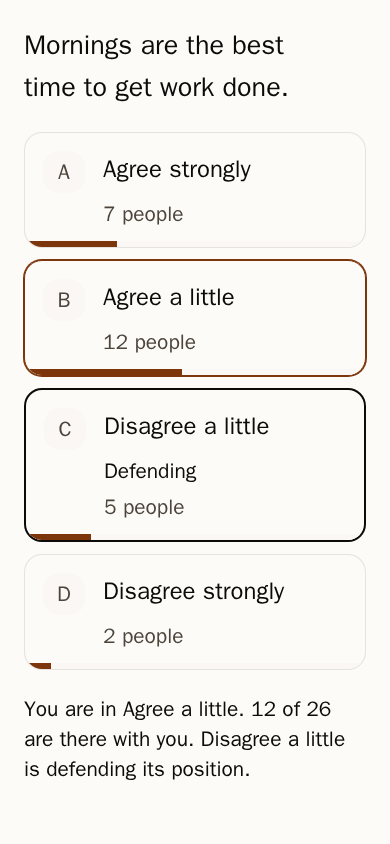 Mornings are the best
time to get work done.
A
Agree strongly
7 people
B
Agree a little
12 people
C
Disagree a little
Defending
5 people
D
Disagree strongly
2 people
You are in Agree a little. 12 of 26
are there with you. Disagree a little
is defending its position.